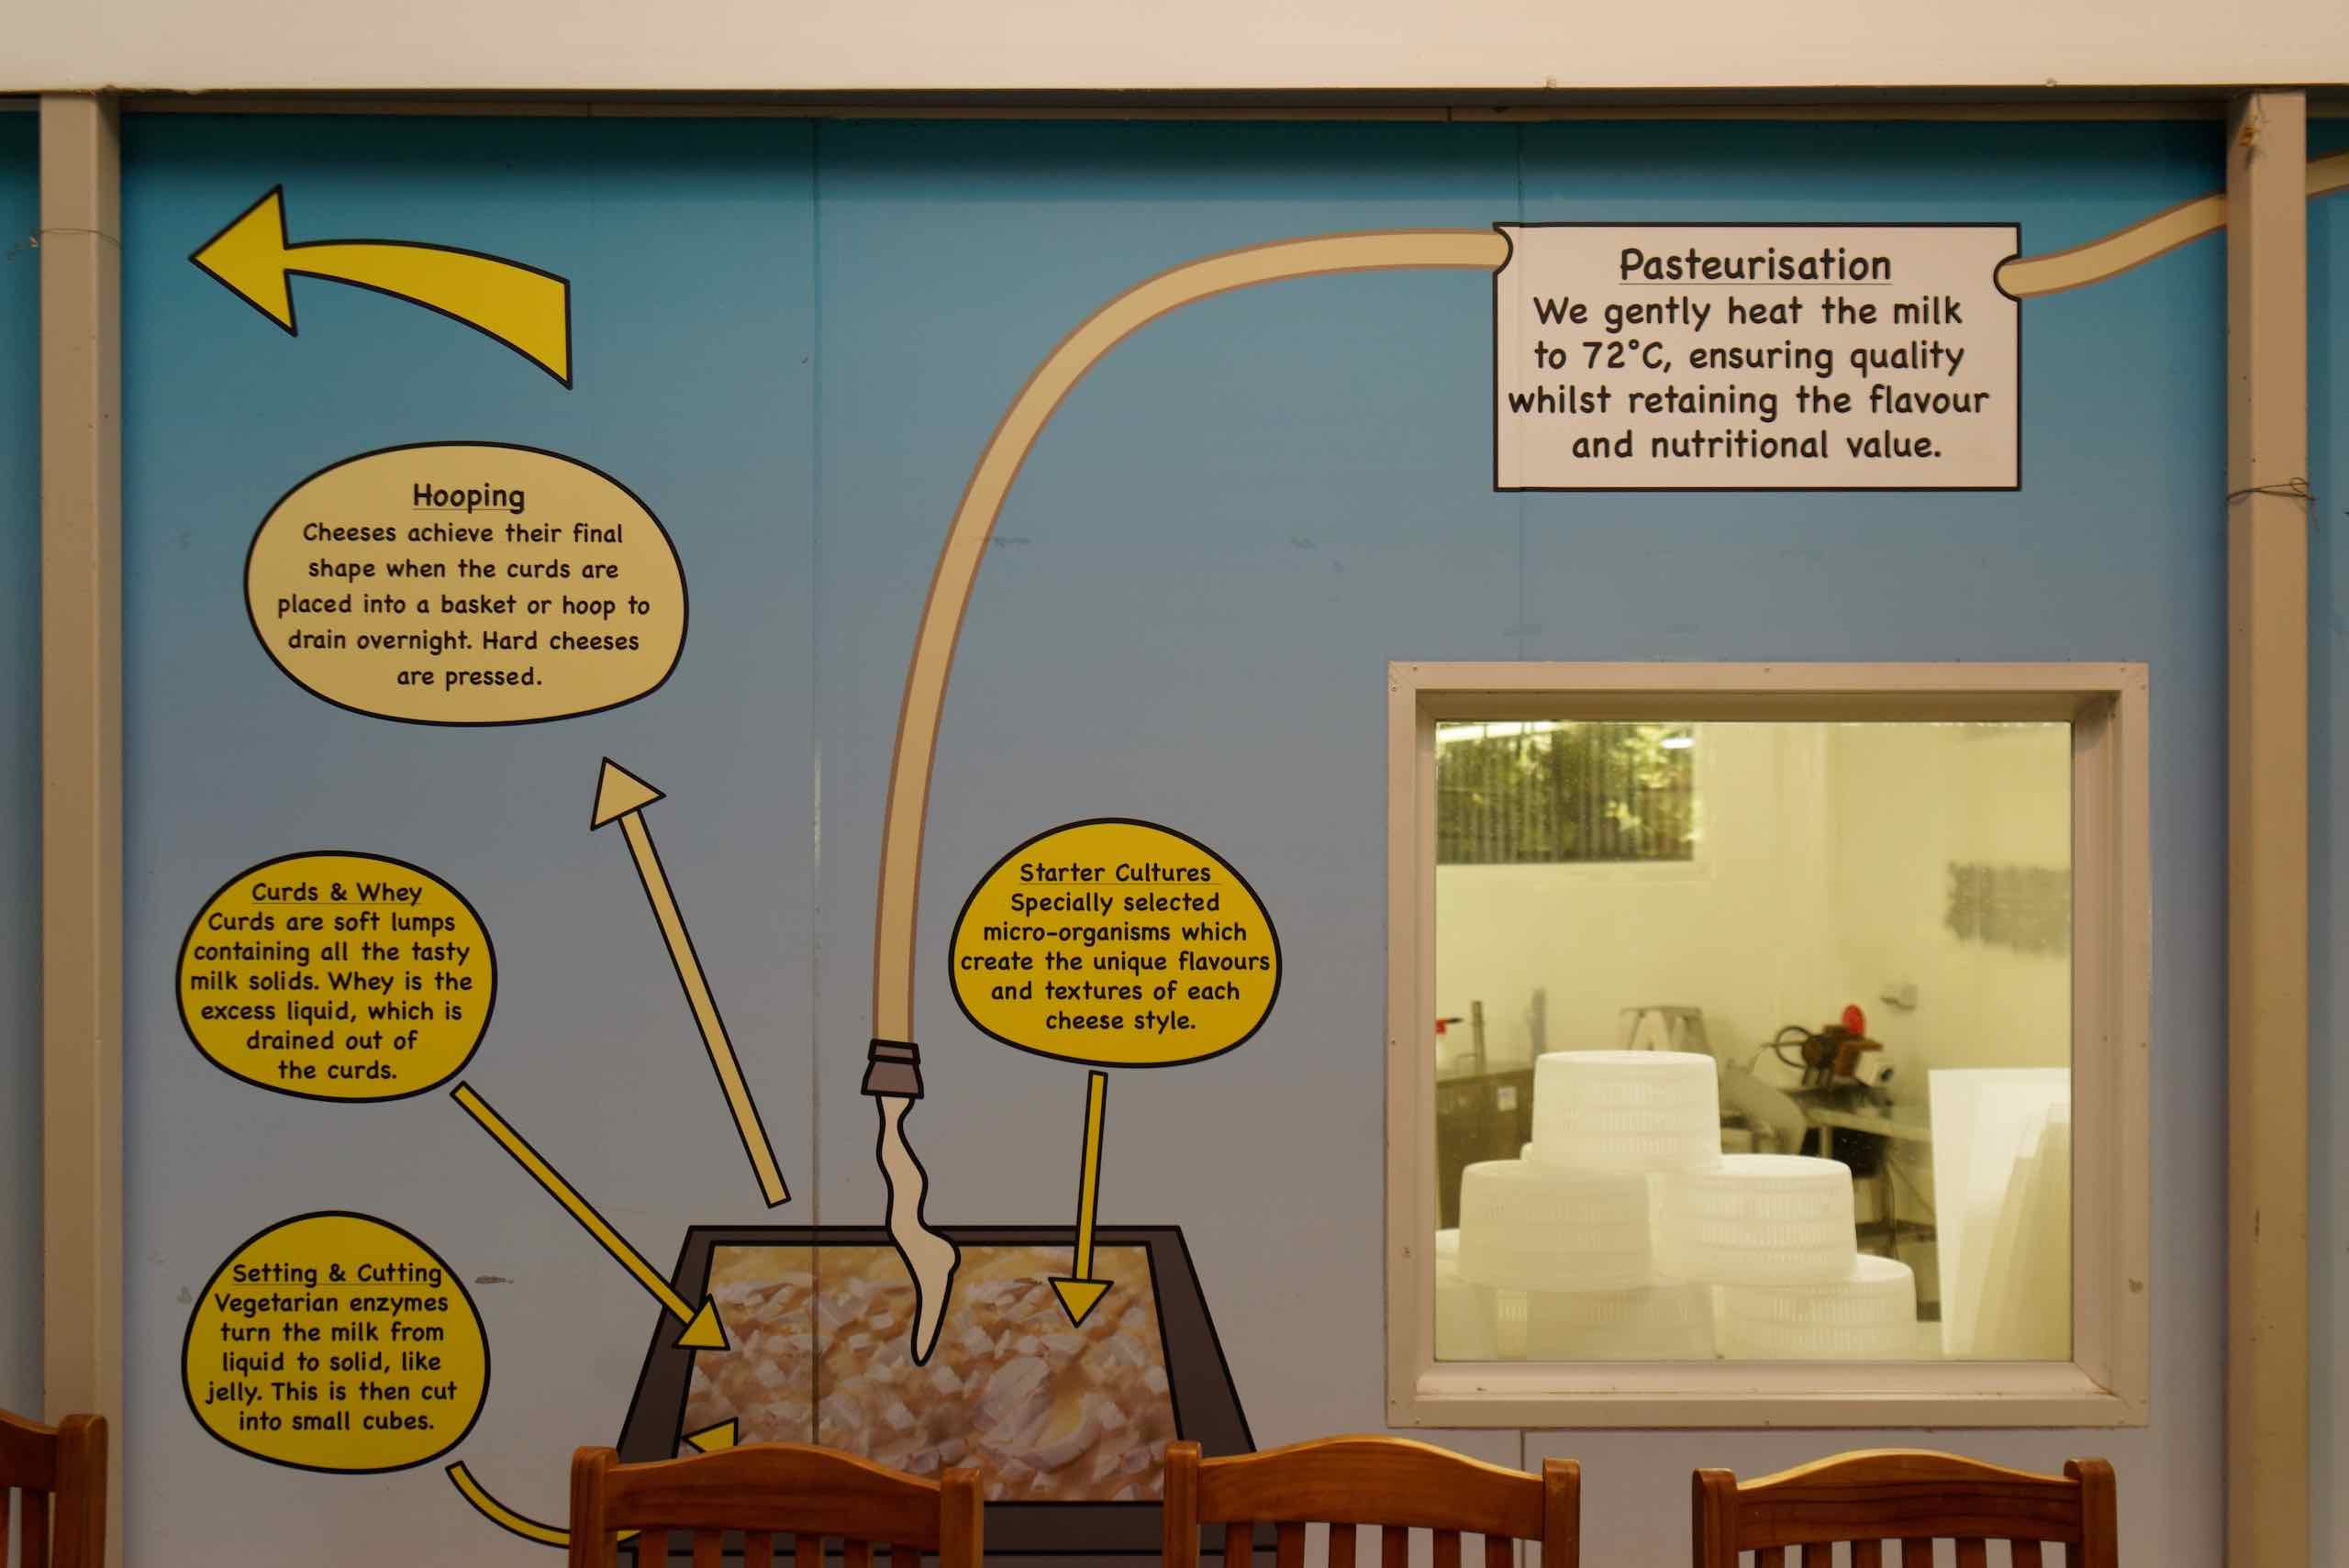 Pasteurisation
We gently heat the milk
to 72°C, ensuring quality
whilst retaining the flavour
and nutritional value.
Hooping
Cheeses achieve their final
shape when the curds are
placed into a basket or hoop to
drain overnight. Hard cheeses
are pressed.
Starter Cultures
Specially selected
micro-organisms which
create the unique flavours
and textures of each
cheese style.
Curds & Whey
Curds are soft lumps
containing all the tasty
milk solids. Whey is the
excess liquid, which is
drained out of
the curds.
Setting & Cutting
Vegetarian enzymes
turn the milk from
liquid to solid, like
jelly. This is then cut
into small cubes.